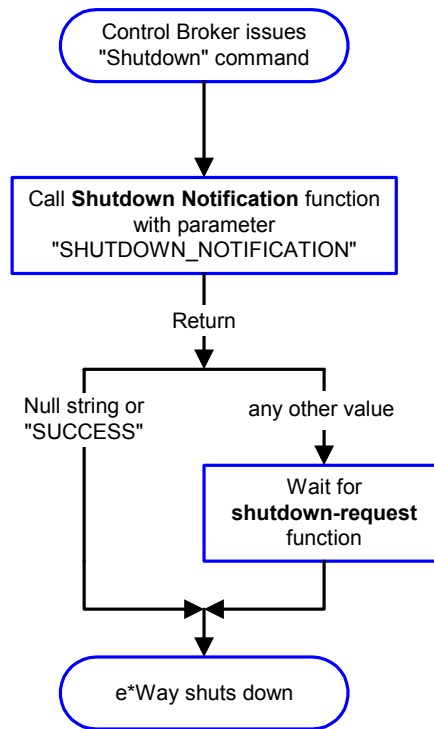 Control Broker issues
"Shutdown" command
Call Shutdown Notification function
with parameter
"SHUTDOWN_NOTIFICATION"
Return
Null string or
"SUCCESS"
any other value
Wait for
shutdown-request
function
e*Way shuts down